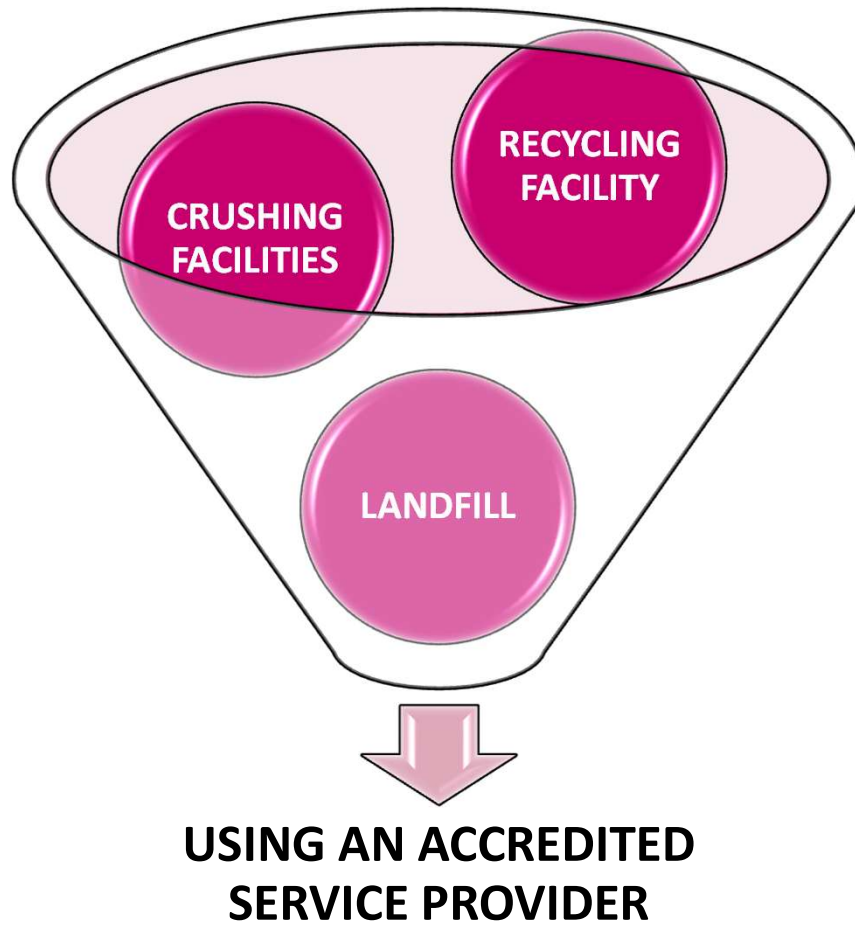 RECYCLING
FACILITY
CRUSHING
FACILITIES
LANDFILL
USING AN ACCREDITED
SERVICE PROVIDER